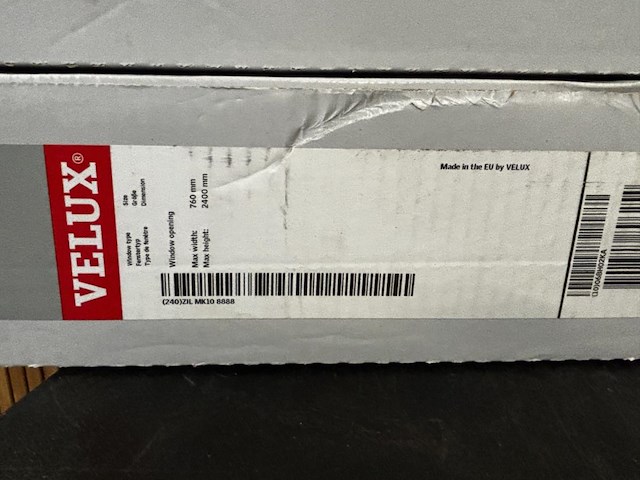 VELUX®
Window type
Fenstertyp
Type de fenêtre
Size
Größe
Dimension
Window opening
Max width: 760 mm
Max height: 2400 mm
(240)ZIL MK10 8888
Made in the EU by VELUX